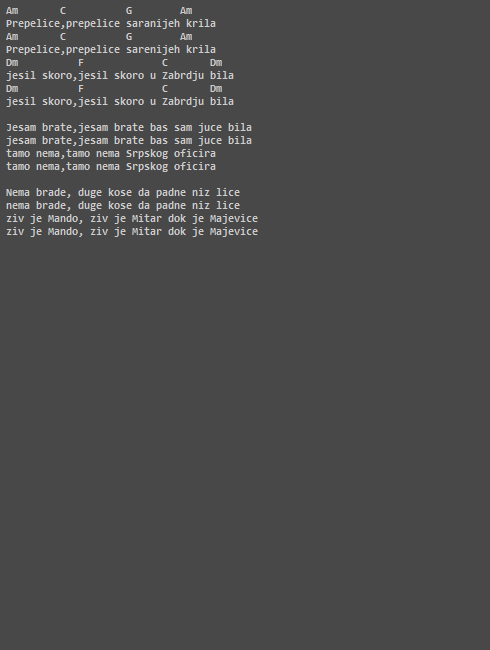 Am       C          G        Am
Prepelice,prepelice saranijeh krila
Am       C          G        Am
Prepelice,prepelice saranijeh krila
Dm          F             C       Dm
jesil skoro,jesil skoro u Zabrdju bila
Dm          F             C       Dm
jesil skoro,jesil skoro u Zabrdju bila

Jesam brate,jesam brate bas sam juce bila
jesam brate,jesam brate bas sam juce bila
tamo nema,tamo nema Srpskog oficira
tamo nema,tamo nema Srpskog oficira

Nema brade, duge kose da padne niz lice
nema brade, duge kose da padne niz lice
ziv je Mando, ziv je Mitar dok je Majevice
ziv je Mando, ziv je Mitar dok je Majevice